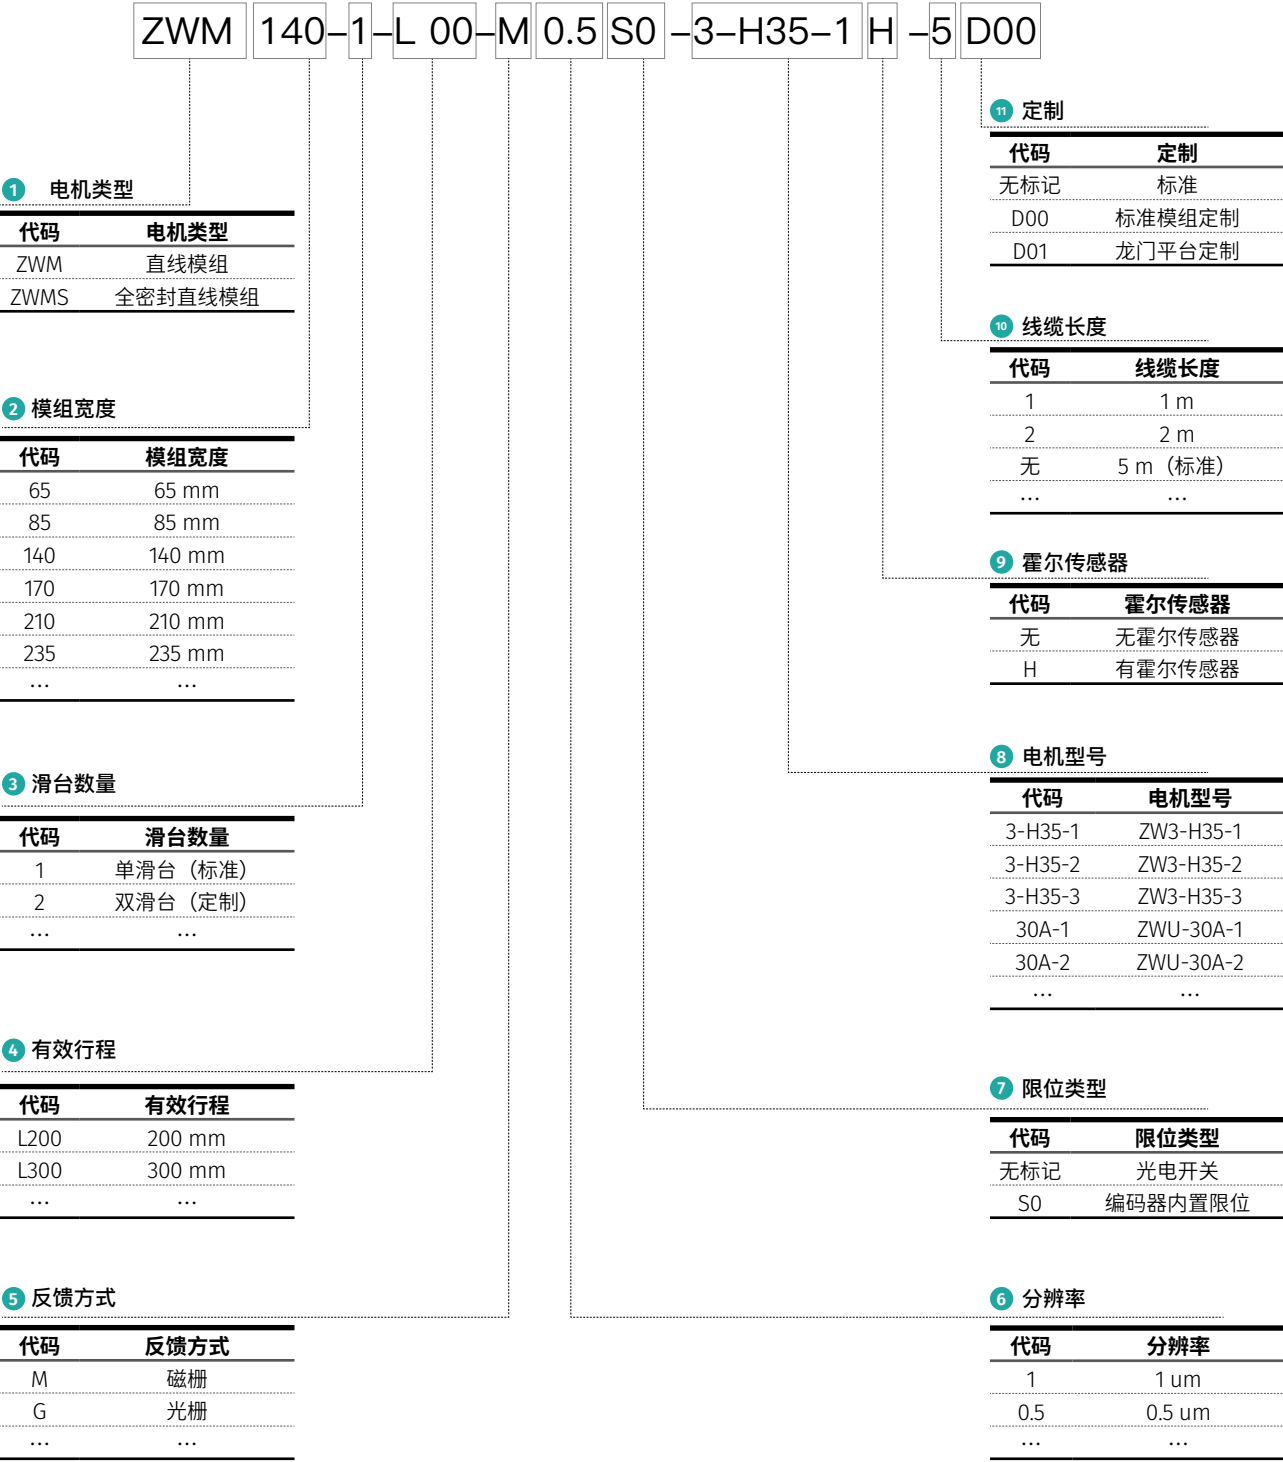 ZWM 140-1-L 00-M 0.5 S0 -3-H35-1 H -5 D00
1 电机类型
代码 电机类型
ZWM 直线模组
ZWMS 全密封直线模组
2 模组宽度
代码 模组宽度
65 65 mm
85 85 mm
140 140 mm
170 170 mm
210 210 mm
235 235 mm
... ...
3 滑台数量
代码 滑台数量
1 单滑台（标准）
2 双滑台（定制）
... ...
4 有效行程
代码 有效行程
L200 200 mm
L300 300 mm
... ...
5 反馈方式
代码 反馈方式
M 磁栅
G 光栅
... ...
11 定制
代码 定制
无标记 标准
D00 标准模组定制
D01 龙门平台定制
10 线缆长度
代码 线缆长度
1 1 m
2 2 m
无 5 m（标准）
... ...
9 霍尔传感器
代码 霍尔传感器
无 无霍尔传感器
H 有霍尔传感器
8 电机型号
代码 电机型号
3-H35-1 ZW3-H35-1
3-H35-2 ZW3-H35-2
3-H35-3 ZW3-H35-3
30A-1 ZWU-30A-1
30A-2 ZWU-30A-2
... ...
7 限位类型
代码 限位类型
无标记 光电开关
S0 编码器内置限位
6 分辨率
代码 分辨率
1 1 um
0.5 0.5 um
... ...